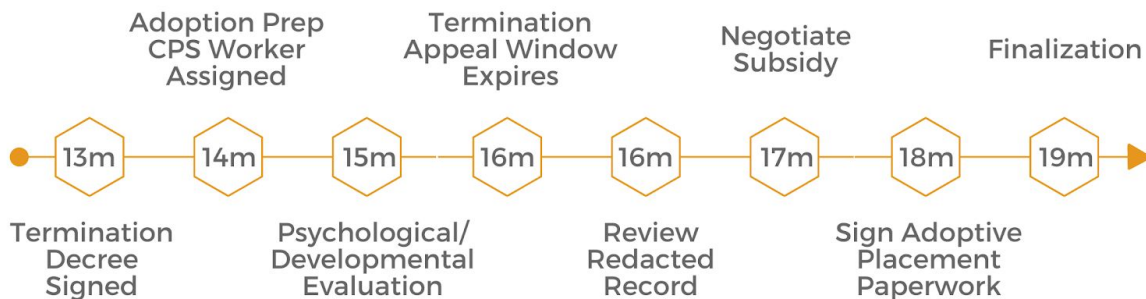 Adoption Prep
CPS Worker
Assigned
Termination
Appeal Window
Expires
Negotiate
Subsidy
Finalization
13m
14m
15m
16m
16m
17m
18m
19m
Termination
Decree
Signed
Psychological/
Developmental
Evaluation
Review
Redacted
Record
Sign Adoptive
Placement
Paperwork